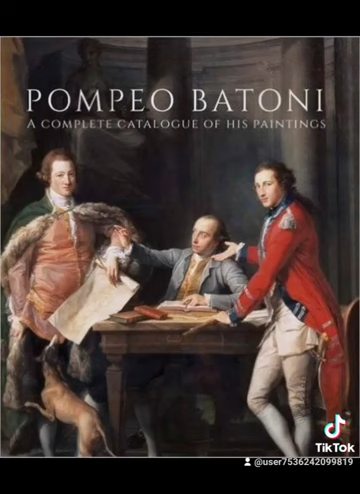 POMPEO BATONI
A COMPLETE CATALOGUE OF HIS PAINTINGS
TikTok
@user7536242099819